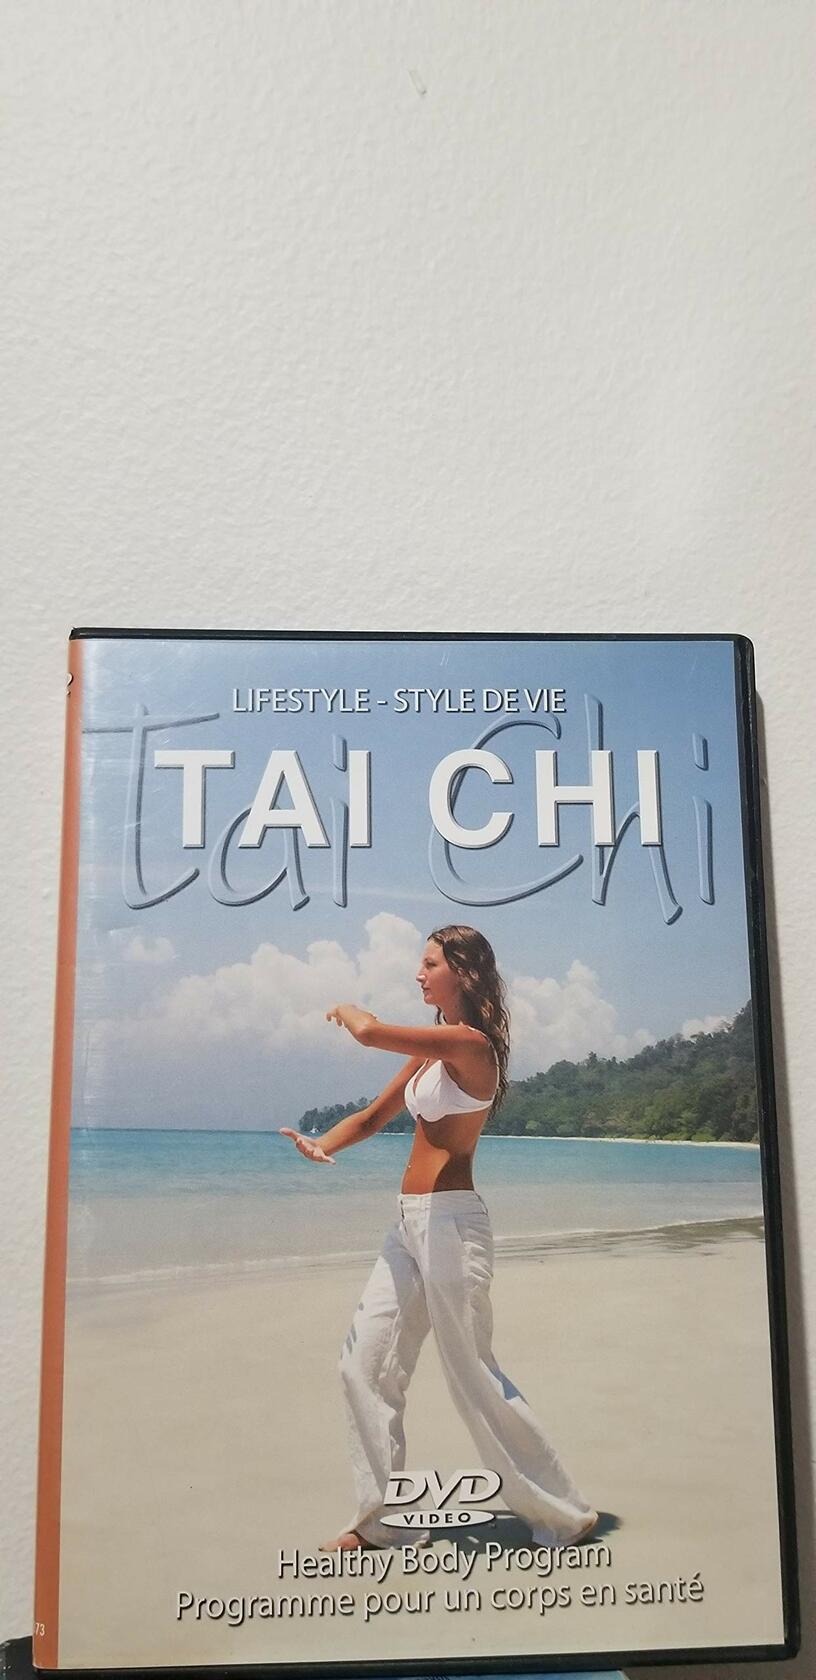 LIFESTYLE - STYLE DE VIE
tai chi
TAI CHI
DVD
VIDEO
Healthy Body Program
Programme pour un corps en santé
73